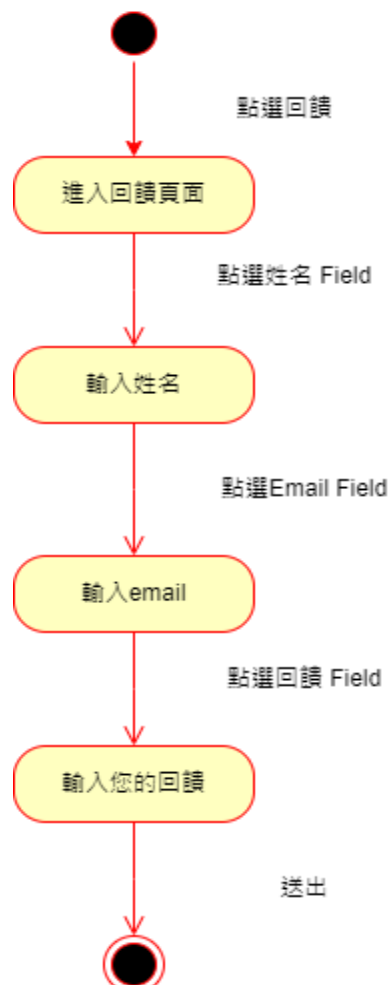 點選回饋
進入回饋頁面
點選姓名 Field
輸入姓名
點選Email Field
輸入email
點選回饋 Field
輸入您的回饋
送出